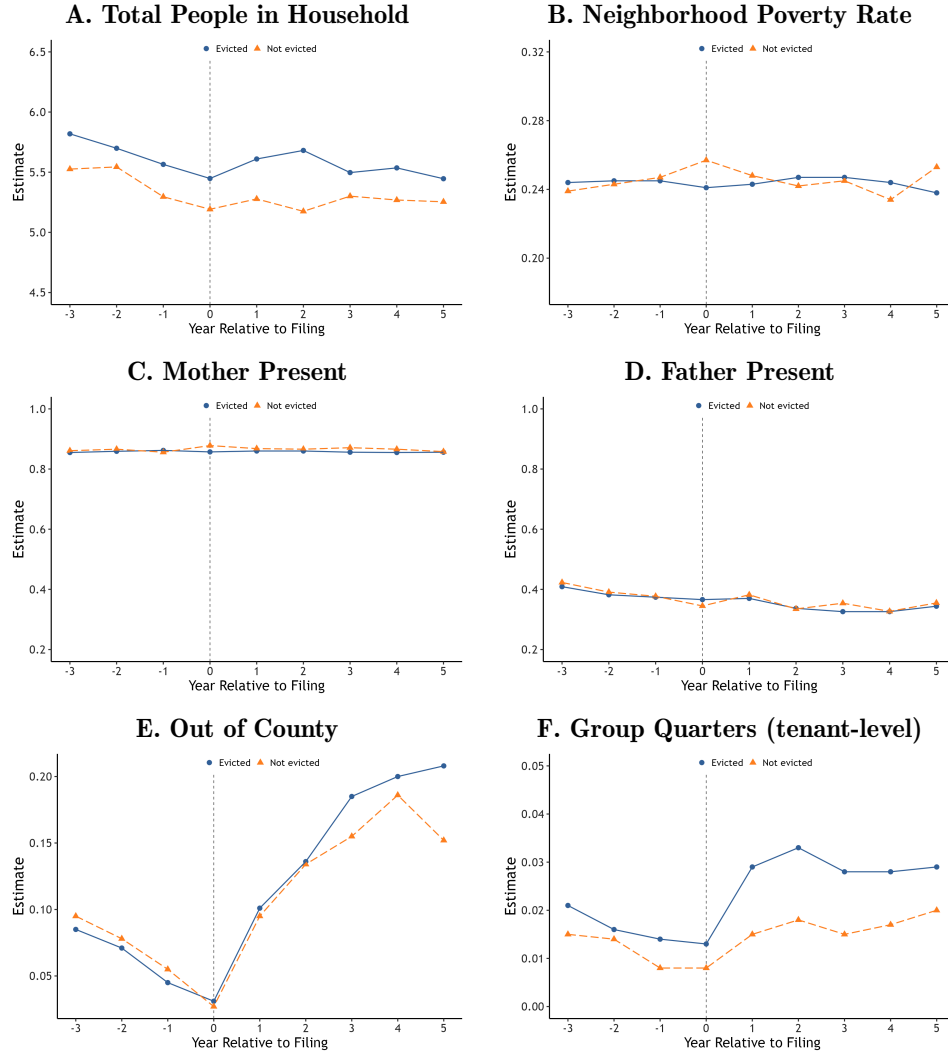 A. Total People in Household
Evicted Not evicted
6.5
6.0
5.5
5.0
4.5
Estimate
-3 -2 -1 0 1 2 3 4 5
Year Relative to Filing
B. Neighborhood Poverty Rate
Evicted Not evicted
0.32
0.28
0.24
0.20
Estimate
-3 -2 -1 0 1 2 3 4 5
Year Relative to Filing
C. Mother Present
Evicted Not evicted
1.0
0.8
0.6
0.4
0.2
Estimate
-3 -2 -1 0 1 2 3 4 5
Year Relative to Filing
D. Father Present
Evicted Not evicted
1.0
0.8
0.6
0.4
0.2
Estimate
-3 -2 -1 0 1 2 3 4 5
Year Relative to Filing
E. Out of County
Evicted Not evicted
0.20
0.15
0.10
0.05
Estimate
-3 -2 -1 0 1 2 3 4 5
Year Relative to Filing
F. Group Quarters (tenant-level)
Evicted Not evicted
0.05
0.04
0.03
0.02
0.01
0.00
Estimate
-3 -2 -1 0 1 2 3 4 5
Year Relative to Filing